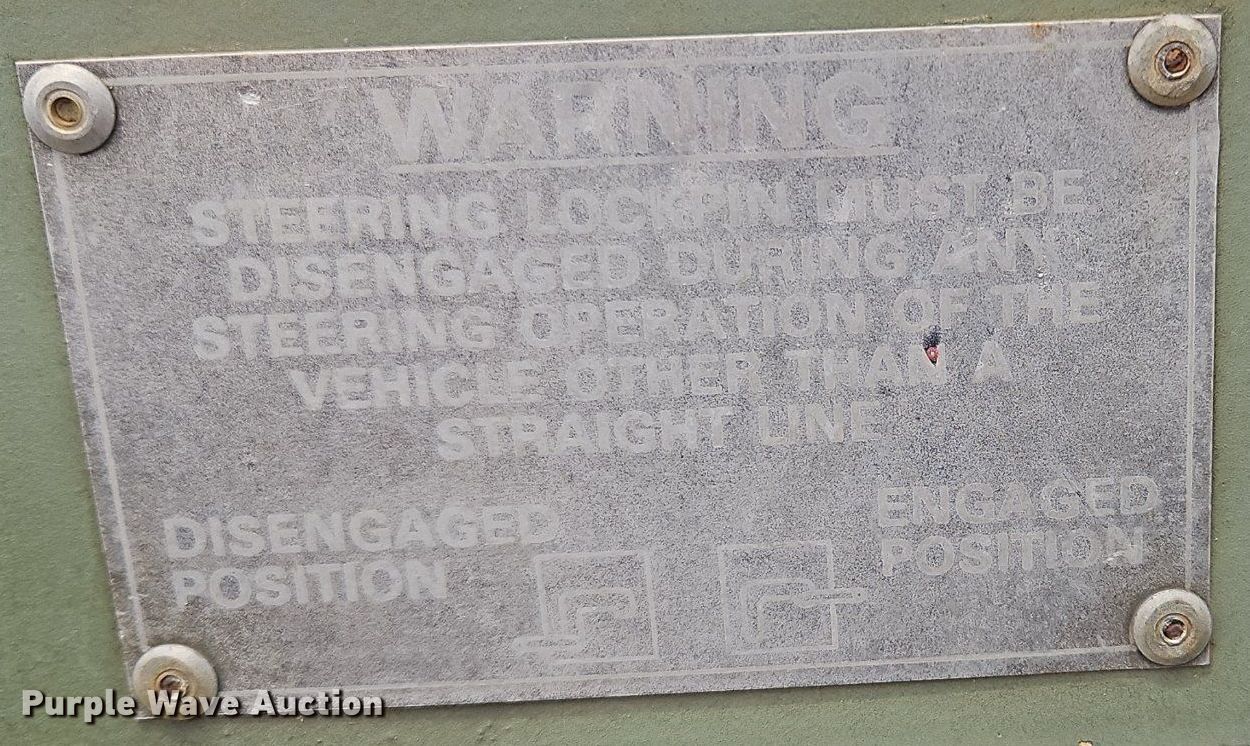 WARNING
STEERING LOCKPIN MUST BE
DISENGAGED DURING ANY
STEERING OPERATION OF THE
VEHICLE OTHER THAN A
STRAIGHT LINE
DISENGAGED
POSITION
ENGAGED
POSITION
Purple Wave Auction